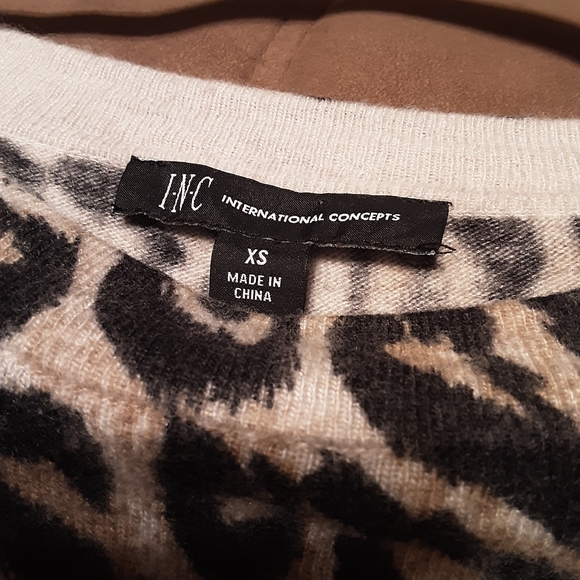 I·N·C INTERNATIONAL CONCEPTS
XS
MADE IN
CHINA